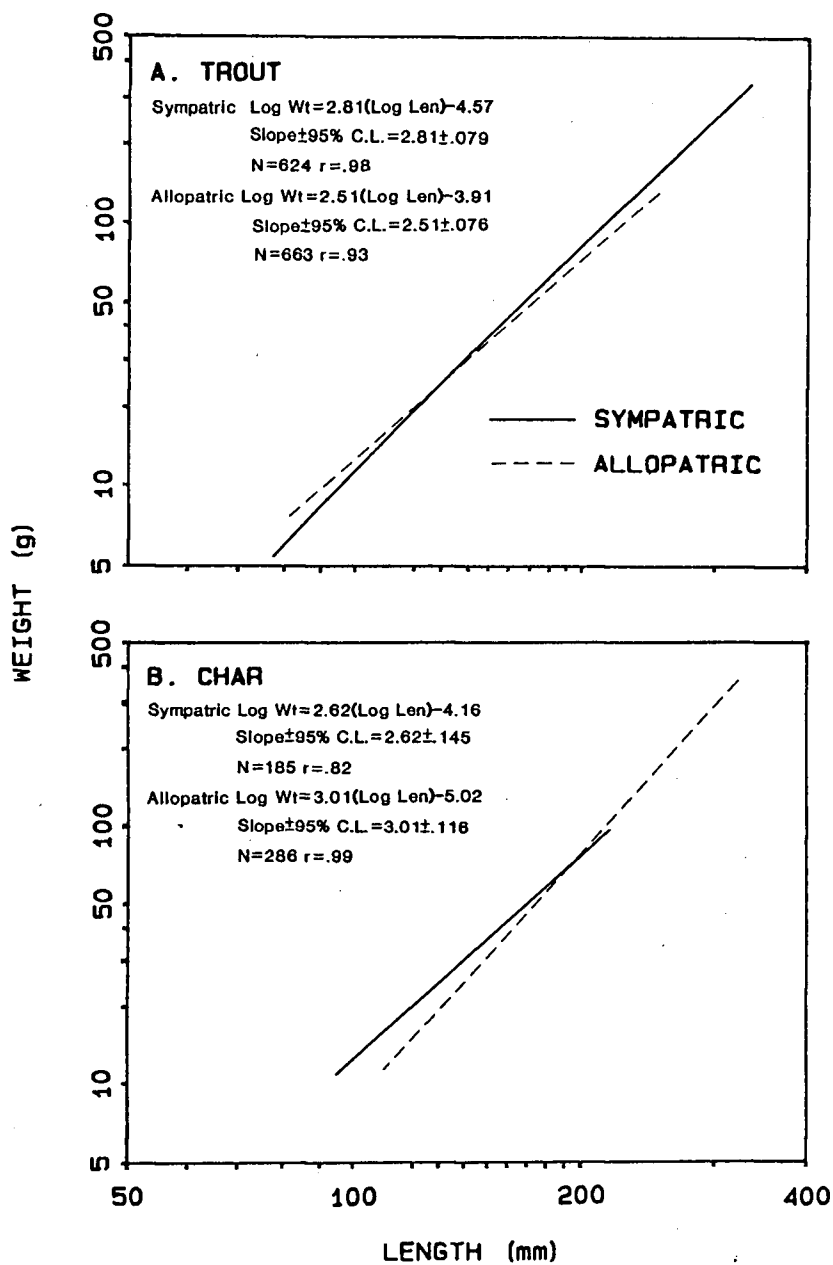 500
100
50
10
5
A. TROUT
Sympatric Log Wt=2.81(Log Len)-4.57
Slope±95% C.L.=2.81±.079
N=624 r=.98
Allopatric Log Wt=2.51(Log Len)-3.91
Slope±95% C.L.=2.51±.076
N=663 r=.93
SYMPATRIC
ALLOPATRIC
WEIGHT (g)
500
100
50
10
5
B. CHAR
Sympatric Log Wt=2.62(Log Len)-4.16
Slope±95% C.L.=2.62±.145
N=185 r=.82
Allopatric Log Wt=3.01(Log Len)-5.02
Slope±95% C.L.=3.01±.116
N=286 r=.99
50 100 200 400
LENGTH (mm)